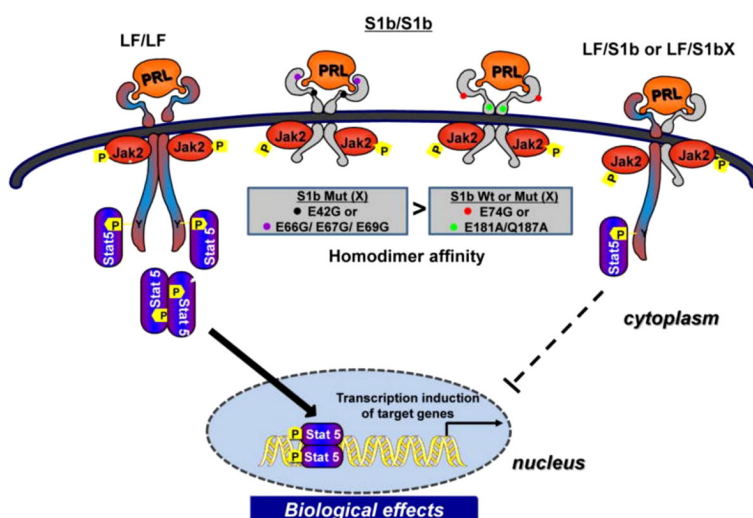 S1b/S1b
LF/LF
LF/S1b or LF/S1bX
PRL
PRL
PRL
PRL
P
Jak2
Jak2
P
P
Jak2
Jak2
P
P
Jak2
Jak2
P
P
Jak2
Jak2
P
S1b Mut (X)
E42G or
E66G/ E67G/ E69G
>
S1b Wt or Mut (X)
E74G or
E181A/Q187A
Homodimer affinity
P
Stat5
Y
Y
P
Stat 5
P
Stat5
Y
P
Stat 5
P
Stat 5
cytoplasm
Transcription induction
of target genes
P
Stat 5
P
Stat 5
nucleus
Biological effects